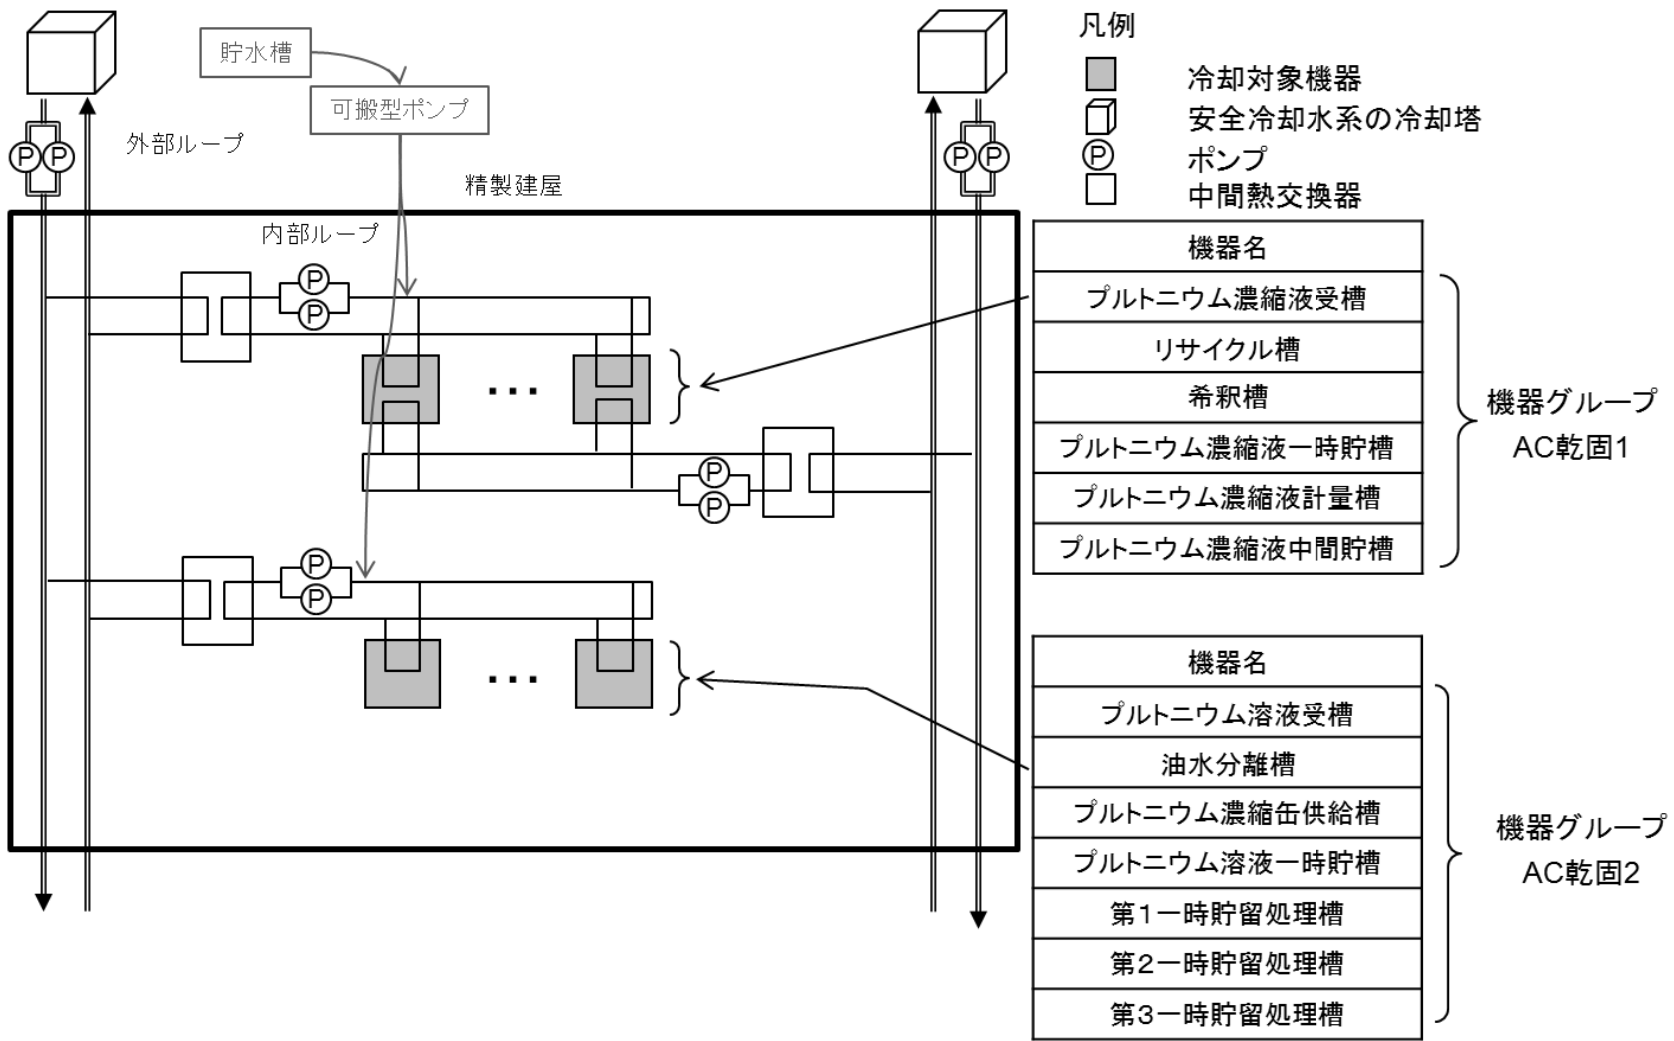 貯水槽
可搬型ポンプ
外部ループ
精製建屋
内部ループ
P
P
P
P
P
P
P
P
P
P
凡例
冷却対象機器
安全冷却水系の冷却塔
P ポンプ
中間熱交換器
機器名
プルトニウム濃縮液受槽
リサイクル槽
希釈槽
プルトニウム濃縮液一時貯槽
プルトニウム濃縮液計量槽
プルトニウム濃縮液中間貯槽
機器グループ
AC乾固1
・・・
・・・
機器名
プルトニウム溶液受槽
油水分離槽
プルトニウム濃縮缶供給槽
プルトニウム溶液一時貯槽
第1一時貯留処理槽
第2一時貯留処理槽
第3一時貯留処理槽
機器グループ
AC乾固2